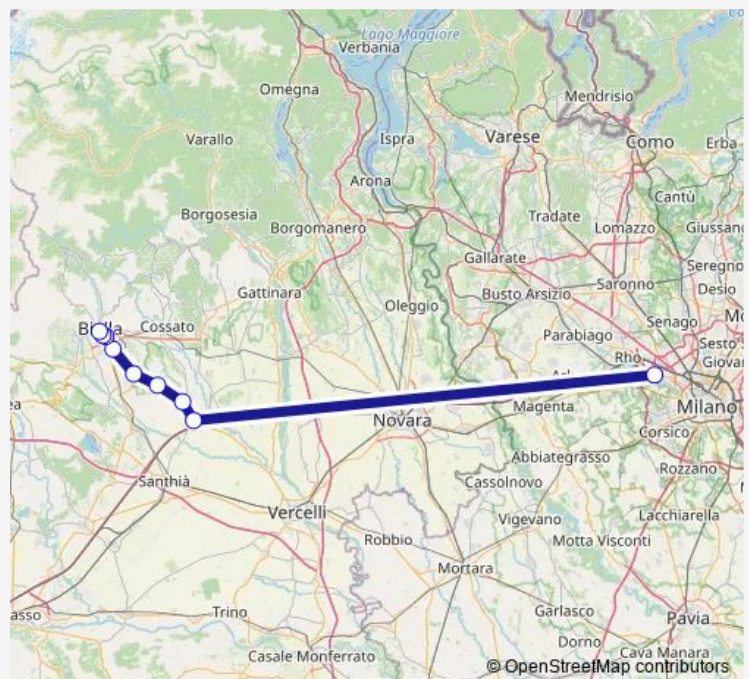 Lago Maggiore
Verbania
Omegna
Mendrisio
Varallo
Ispra
Varese
Como
Erba
Arona
Cantù
Borgosesia
Borgomanero
Tradate
Lomazzo
Giussano
Gallarate
Gattinara
Oleggio
Busto Arsizio
Saronno
Seregno
Desio
Cossato
Parabiago
Senago
Rho
Sesto
Giovan
Novara
Magenta
Milano
Corsico
Abbiategrasso
Rozzano
Santhià
Cassolnovo
Vercelli
Vigevano
Lacchiarella
Robbio
Motta Visconti
Mortara
asso
Trino
Garlasco
Pavia
Dorno
Casale Monferrato
Cava Manara
© OpenStreetMap contributors